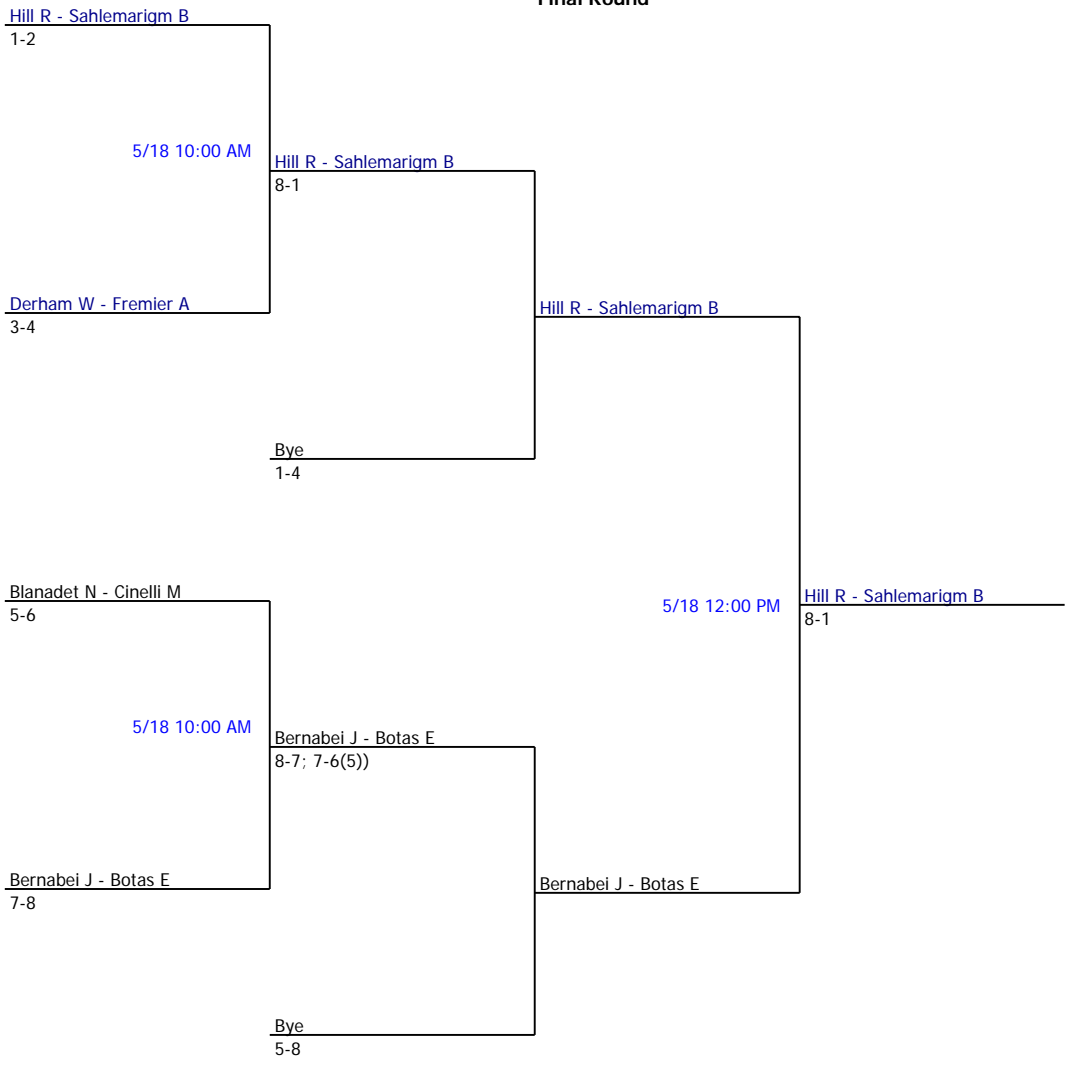 Final Round
Hill R - Sahlemarigm B
1-2
5/18 10:00 AM
Hill R - Sahlemarigm B
8-1
Derham W - Fremier A
3-4
Hill R - Sahlemarigm B
Bye
1-4
Blanadet N - Cinelli M
5-6
5/18 12:00 PM
Hill R - Sahlemarigm B
8-1
5/18 10:00 AM
Bernabei J - Botas E
8-7; 7-6(5))
Bernabei J - Botas E
7-8
Bernabei J - Botas E
Bye
5-8